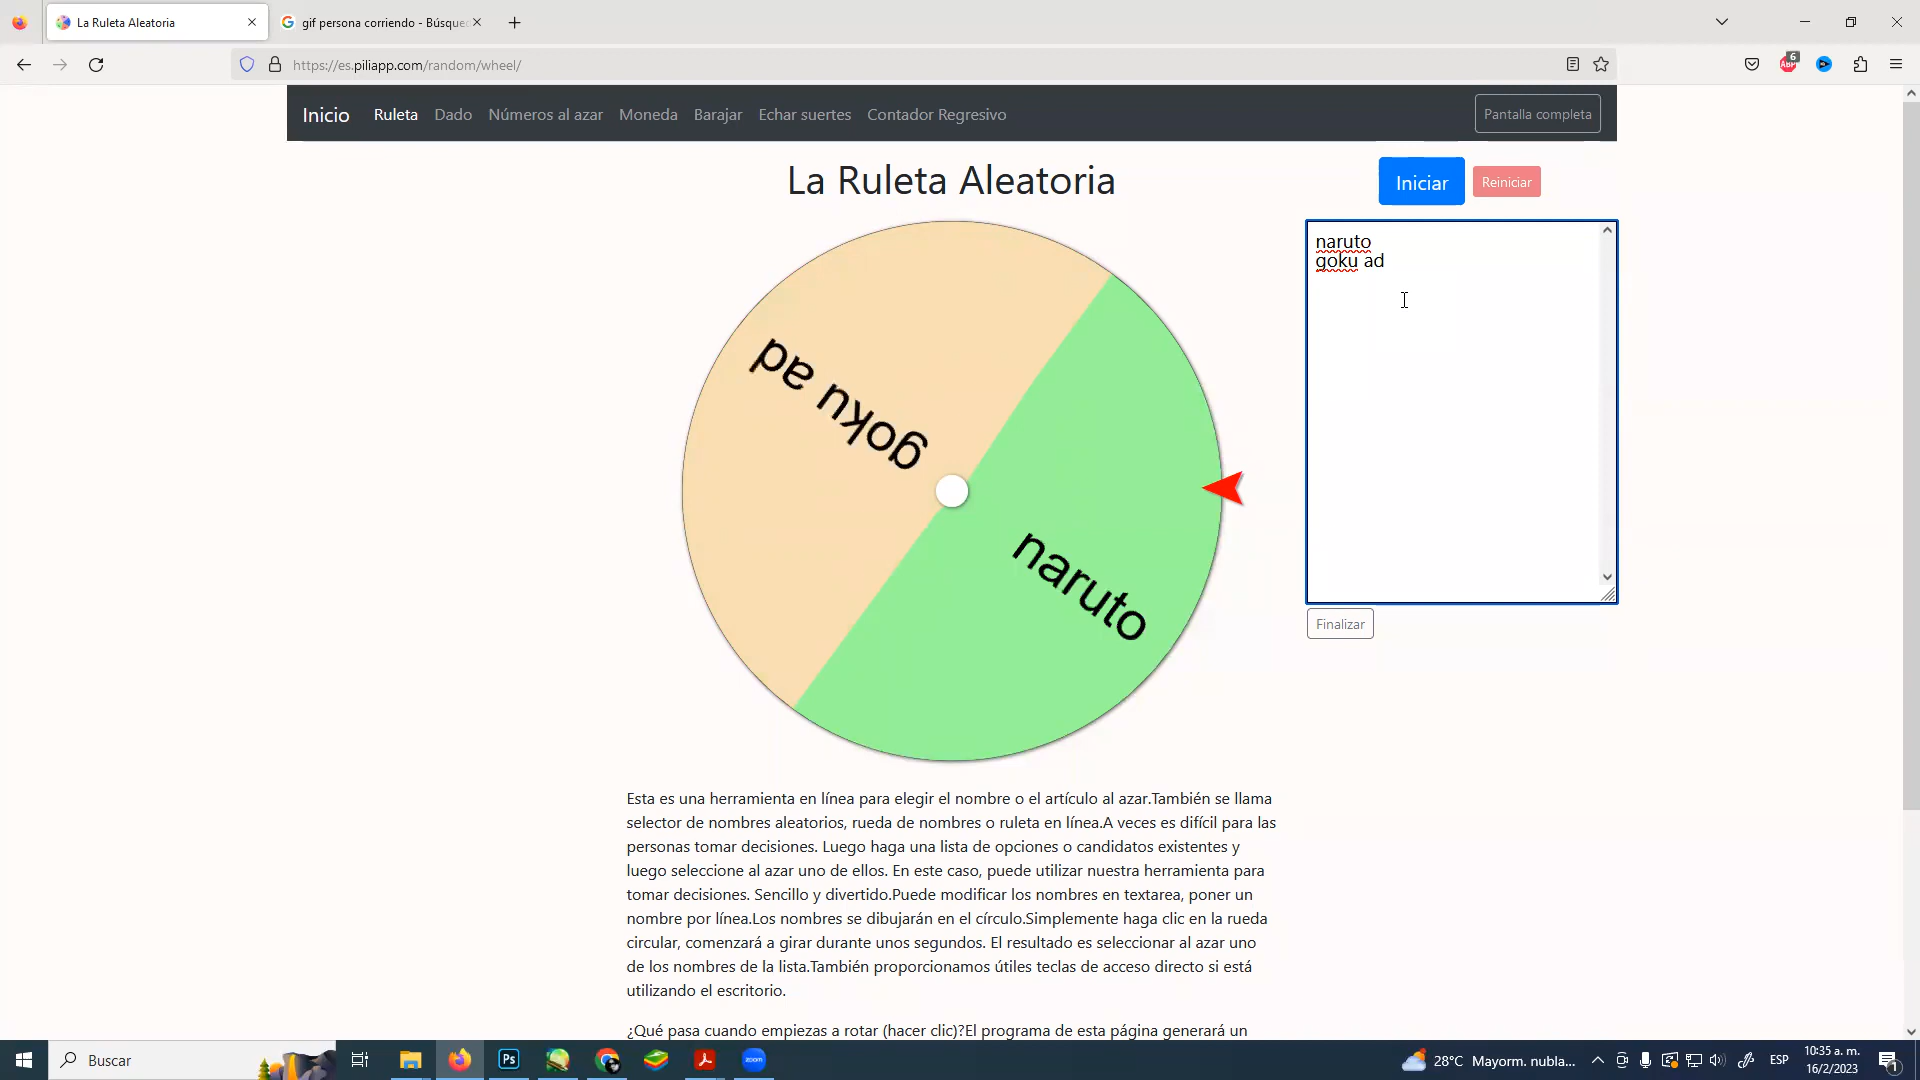 La Ruleta Aleatoria
gif persona corriendo - Búsqued
https://es.piliapp.com/random/wheel/
ABP
6
Inicio
Ruleta
Dado
Números al azar
Moneda
Barajar
Echar suertes
Contador Regresivo
Pantalla completa
La Ruleta Aleatoria
Iniciar
Reiniciar
naruto
goku ad
goku ad
naruto
Finalizar
Esta es una herramienta en línea para elegir el nombre o el artículo al azar.También se llama
selector de nombres aleatorios, rueda de nombres o ruleta en línea.A veces es difícil para las
personas tomar decisiones. Luego haga una lista de opciones o candidatos existentes y
luego seleccione al azar uno de ellos. En este caso, puede utilizar nuestra herramienta para
tomar decisiones. Sencillo y divertido.Puede modificar los nombres en textarea, poner un
nombre por línea.Los nombres se dibujarán en el círculo.Simplemente haga clic en la rueda
circular, comenzará a girar durante unos segundos. El resultado es seleccionar al azar uno
de los nombres de la lista.También proporcionamos útiles teclas de acceso directo si está
utilizando el escritorio.
¿Qué pasa cuando empiezas a rotar (hacer clic)?El programa de esta página generará un
Buscar
Ps
zoom
28°C Mayorm. nubla...
ESP
10:35 a. m.
16/2/2023
1